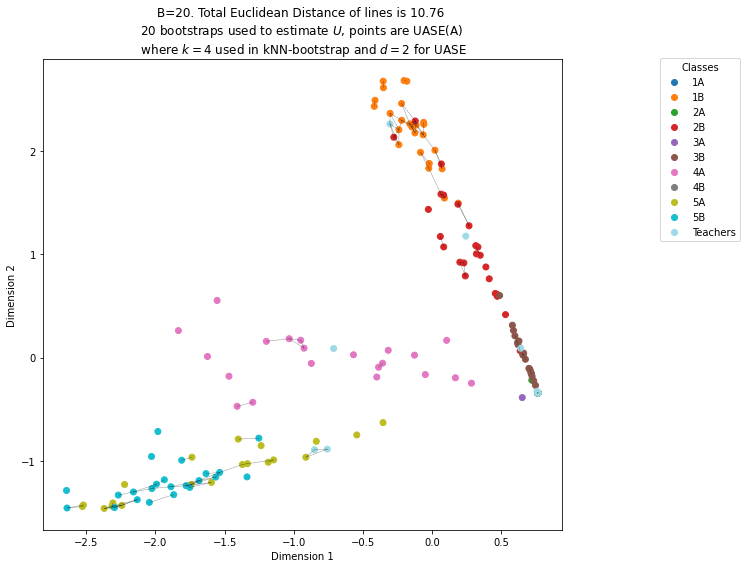 B=20. Total Euclidean Distance of lines is 10.76
20 bootstraps used to estimate U, points are UASE(A)
where k = 4 used in kNN-bootstrap and d = 2 for UASE
Classes
1A
1B
2A
2B
3A
3B
4A
4B
5A
5B
Teachers
Dimension 2
2
1
0
−1
−2.5 −2.0 −1.5 −1.0 −0.5 0.0 0.5
Dimension 1